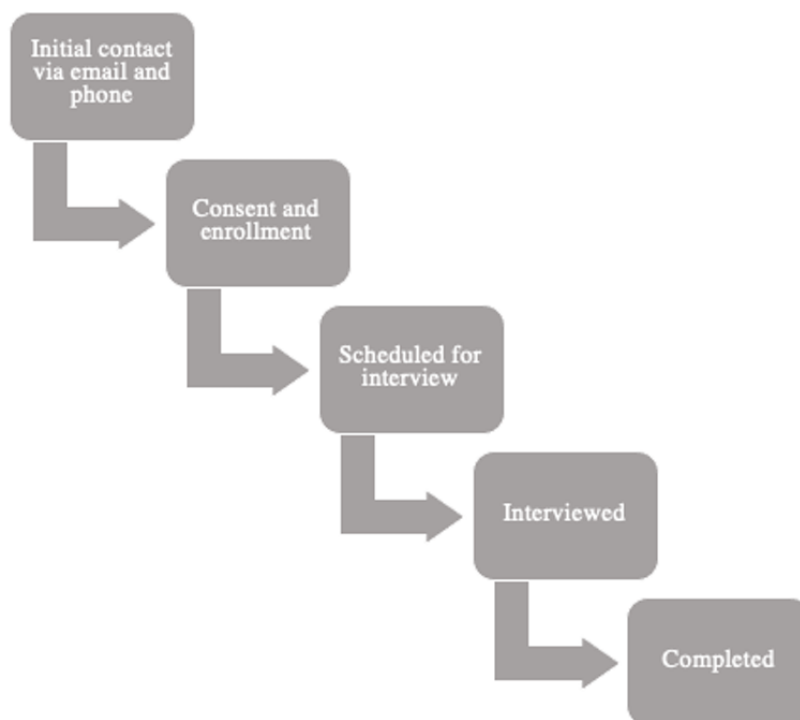 Initial contact
via email and
phone
Consent and
enrollment
Scheduled for
interview
Interviewed
Completed